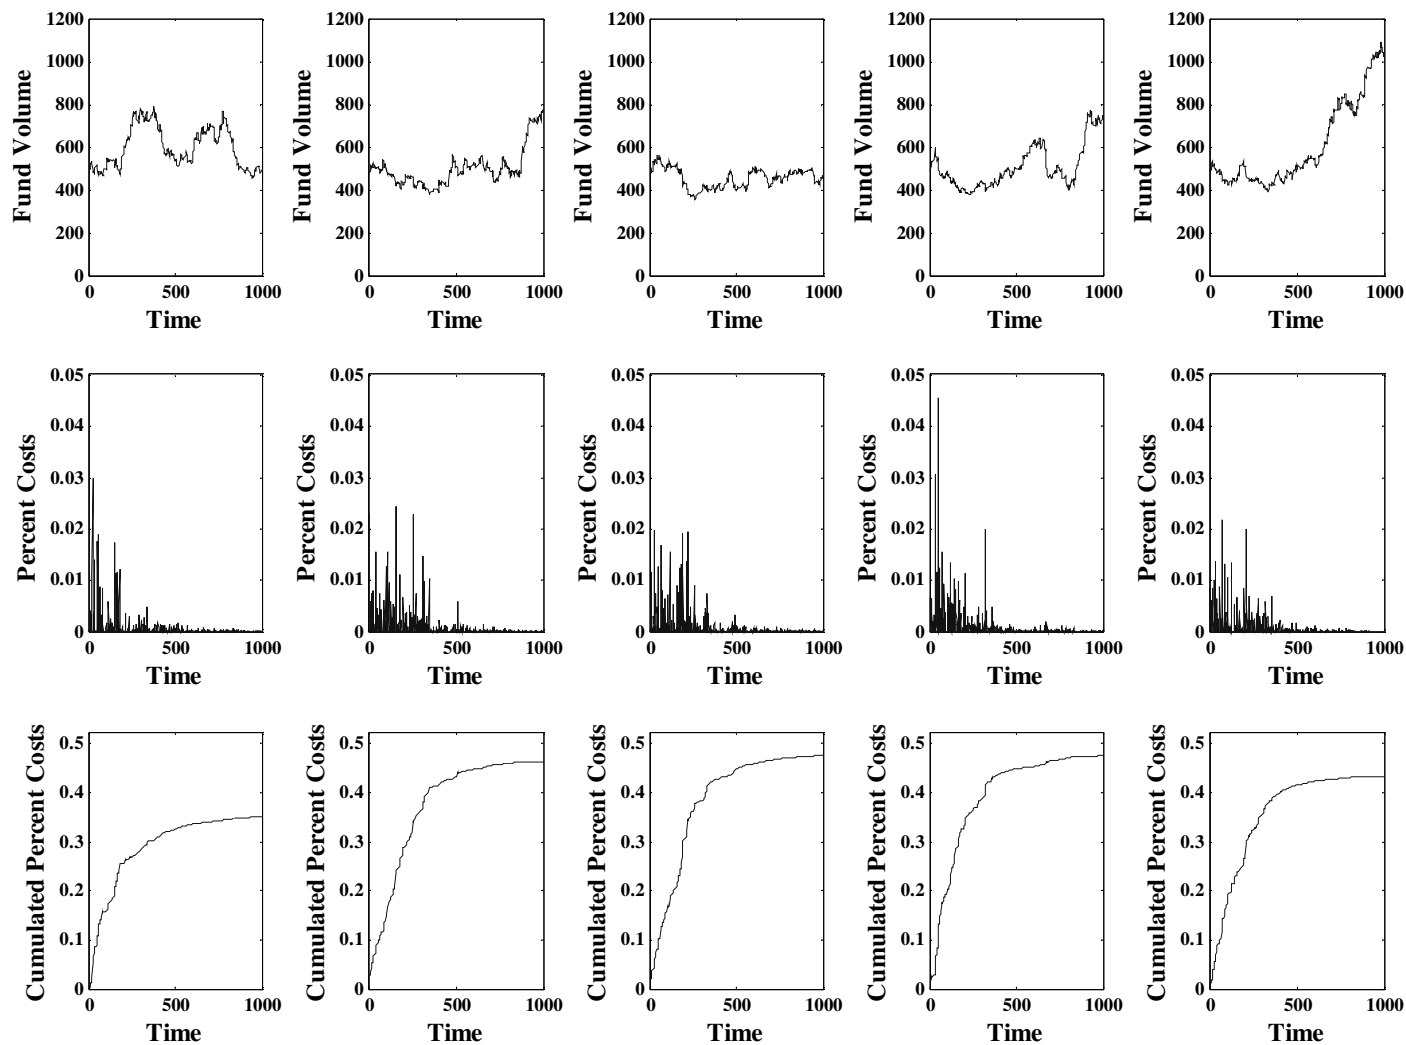 1200 1200 1200 1200 1200
1000 1000 1000 1000 1000
800 800 800 800 800
600 600 600 600 600
400 400 400 400 400
200 200 200 200 200
0 0 0 0 0
Fund Volume Fund Volume Fund Volume Fund Volume Fund Volume
0 500 1000 0 500 1000 0 500 1000 0 500 1000 0 500 1000
Time Time Time Time Time
0.05 0.05 0.05 0.05 0.05
0.04 0.04 0.04 0.04 0.04
0.03 0.03 0.03 0.03 0.03
0.02 0.02 0.02 0.02 0.02
0.01 0.01 0.01 0.01 0.01
0 0 0 0 0
Percent Costs Percent Costs Percent Costs Percent Costs Percent Costs
0 500 1000 0 500 1000 0 500 1000 0 500 1000 0 500 1000
Time Time Time Time Time
0.5 0.5 0.5 0.5 0.5
0.4 0.4 0.4 0.4 0.4
0.3 0.3 0.3 0.3 0.3
0.2 0.2 0.2 0.2 0.2
0.1 0.1 0.1 0.1 0.1
0 0 0 0 0
Cumulated Percent Costs Cumulated Percent Costs Cumulated Percent Costs Cumulated Percent Costs Cumulated Percent Costs
0 500 1000 0 500 1000 0 500 1000 0 500 1000 0 500 1000
Time Time Time Time Time